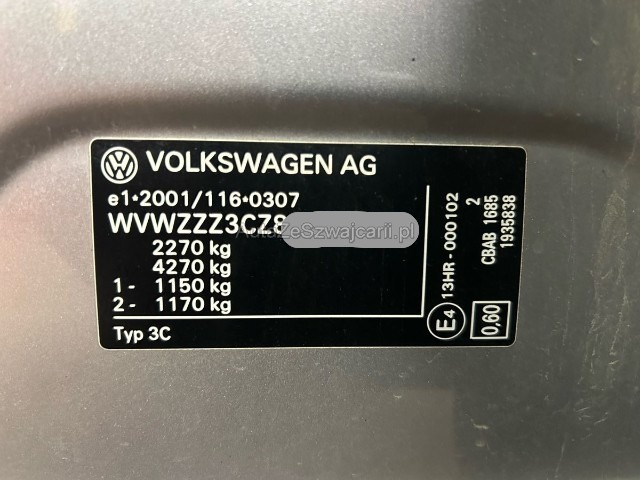 VOLKSWAGEN AG
e1*2001/116*0307
WVWZZZ3CZ8
AutaZeSzwajcarii.pl
2270 kg
4270 kg
1- 1150 kg
2- 1170 kg
Typ 3C
E4
13HR-000102
2
CBAB 1685
1935838
0,60